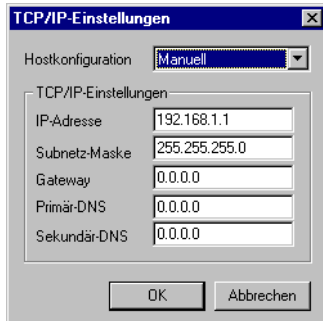 TCP/IP-Einstellungen
Hostkonfiguration Manuell
TCP/IP-Einstellungen
IP-Adresse 192.168.1.1
Subnetz-Maske 255.255.255.0
Gateway 0.0.0.0
Primär-DNS 0.0.0.0
Sekundär-DNS 0.0.0.0
OK Abbrechen